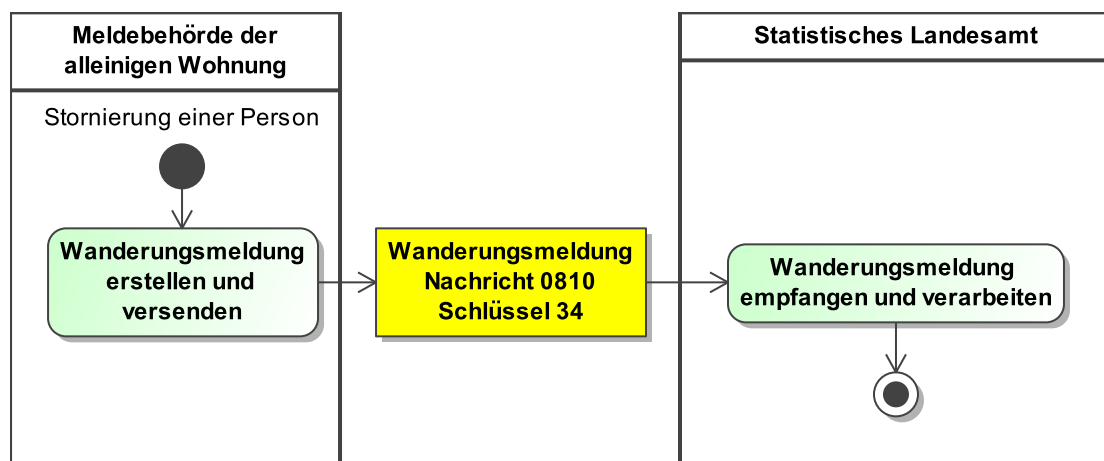 Meldebehörde der
alleinigen Wohnung
Statistisches Landesamt
Stornierung einer Person
Wanderungsmeldung
erstellen und
versenden
Wanderungsmeldung
Nachricht 0810
Schlüssel 34
Wanderungsmeldung
empfangen und verarbeiten